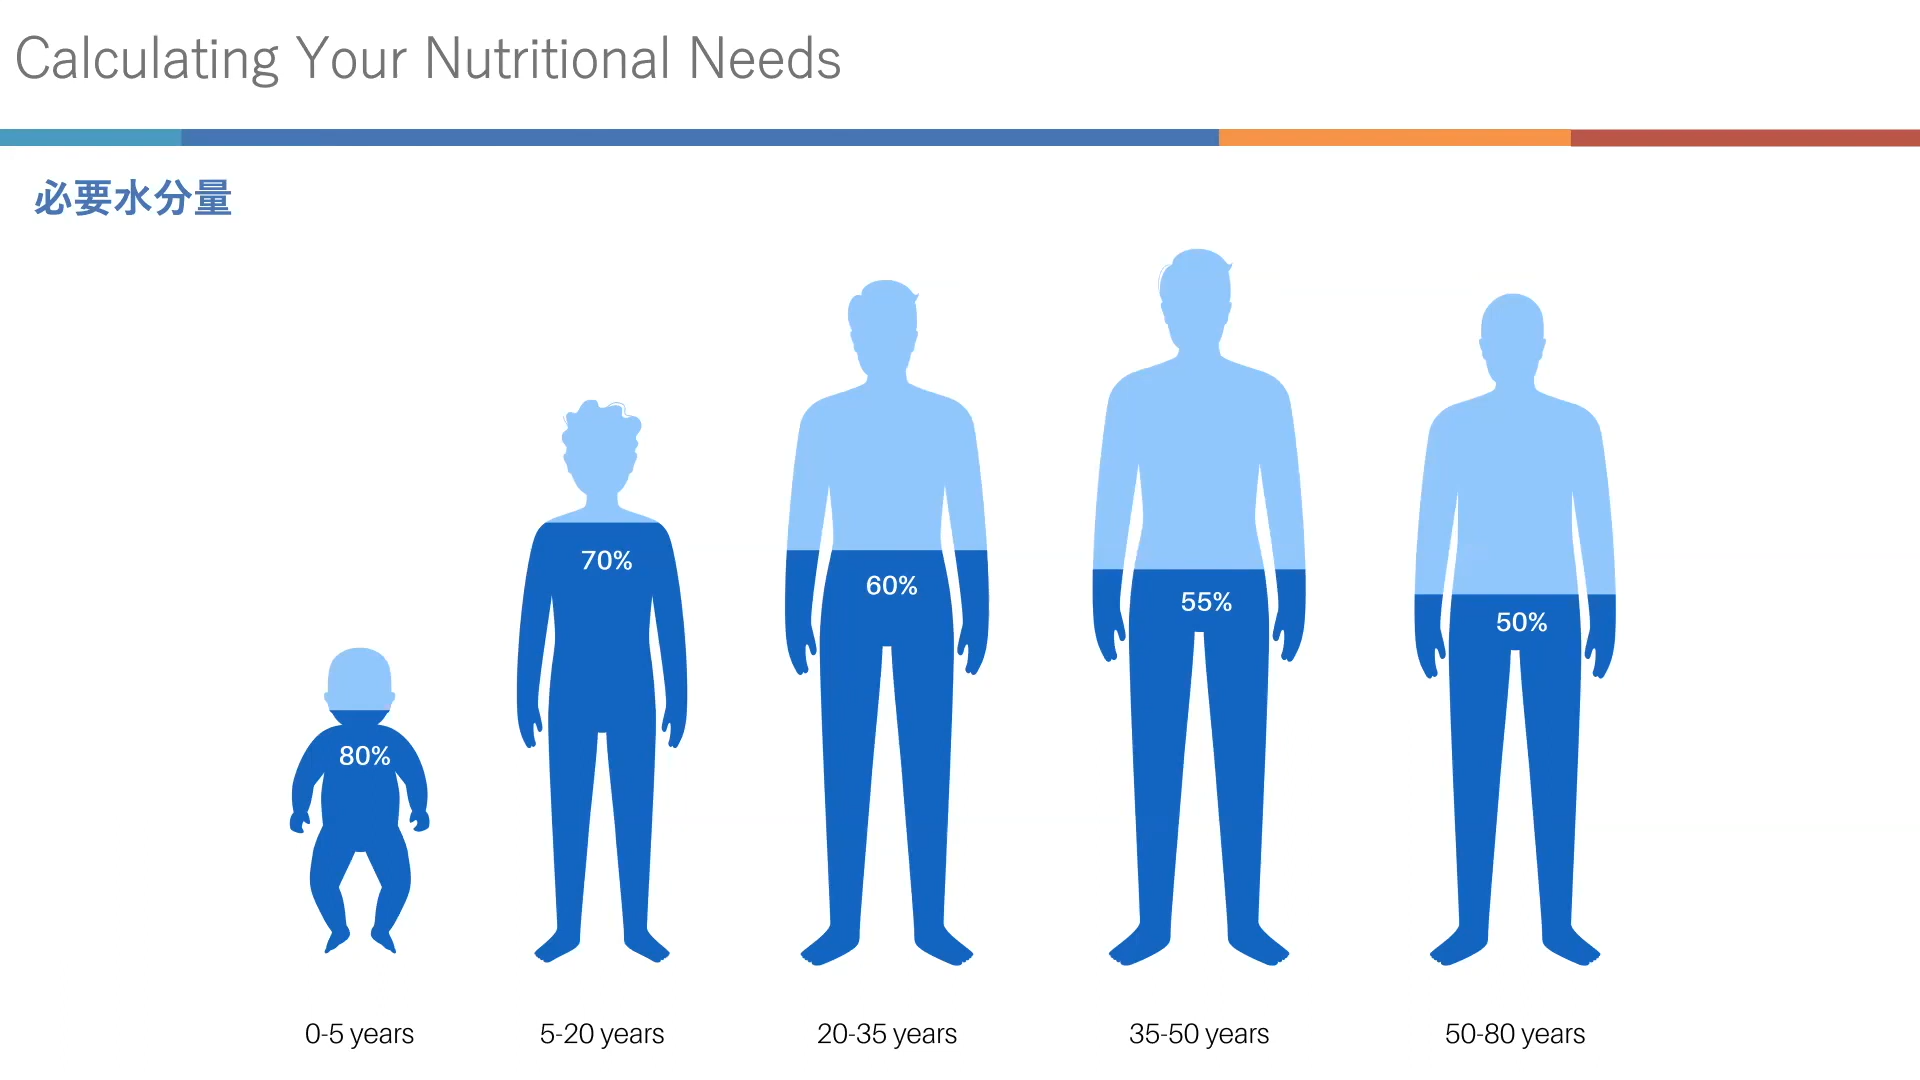 Calculating Your Nutritional Needs
必要水分量
80%
70%
60%
55%
50%
0-5 years
5-20 years
20-35 years
35-50 years
50-80 years